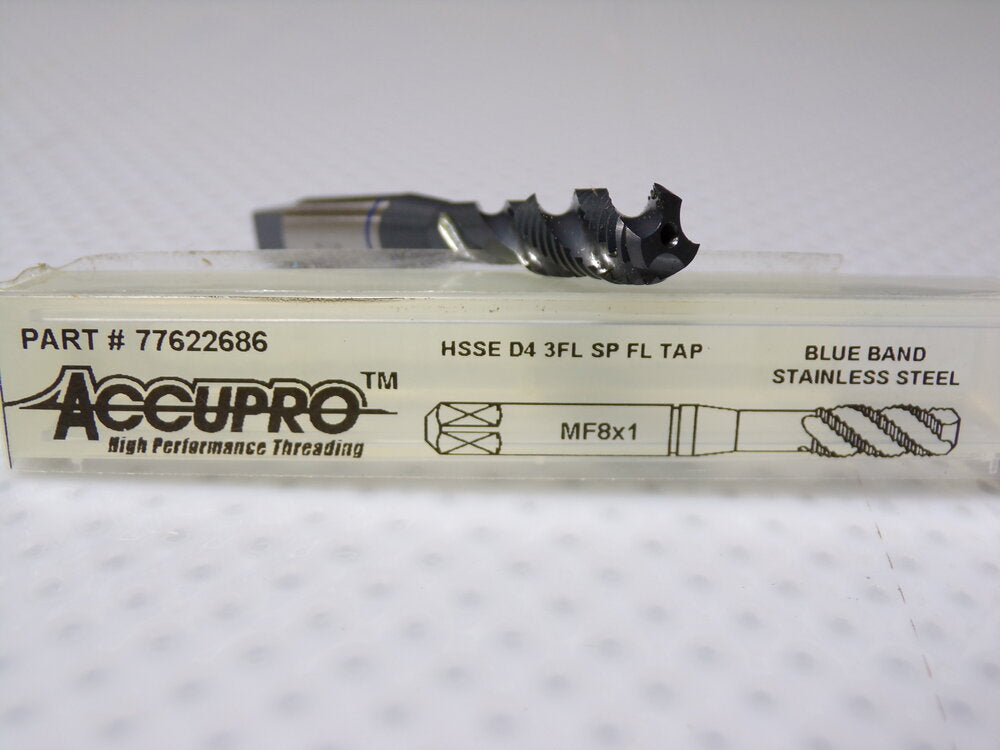 PART # 77622686
ACCUPRO™
High Performance Threading
HSSE D4 3FL SP FL TAP
MF8x1
BLUE BAND
STAINLESS STEEL